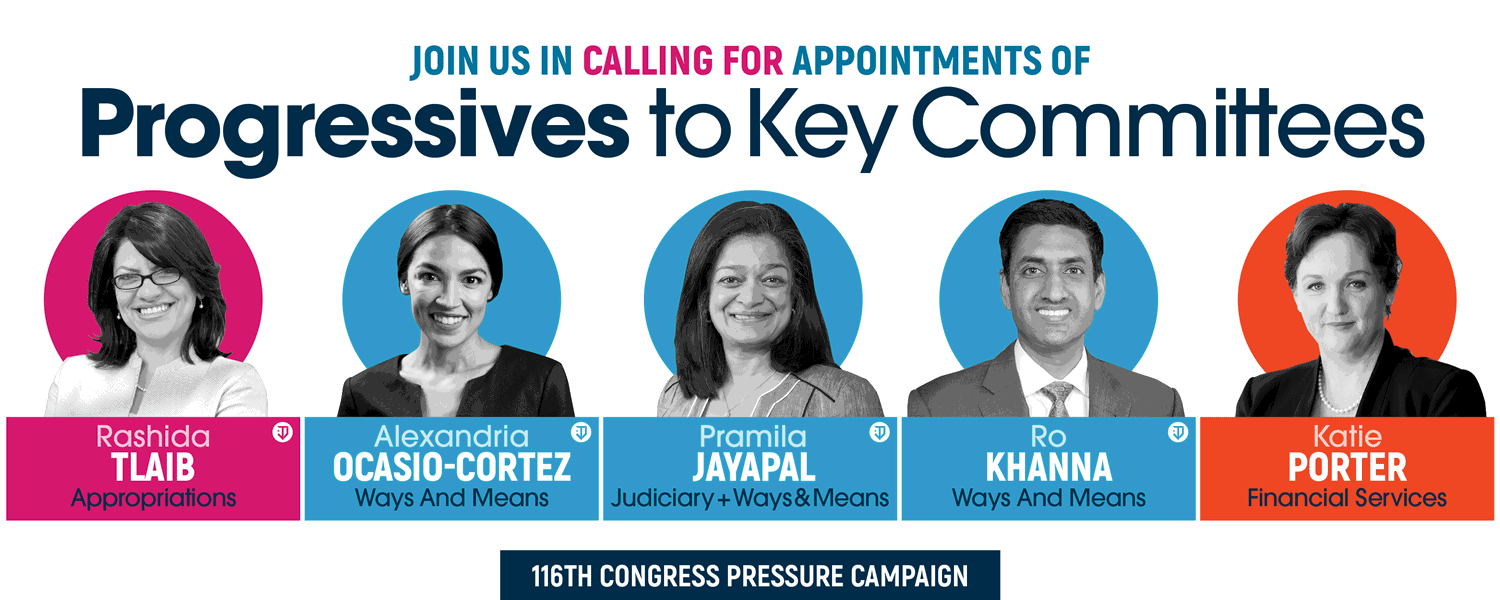 JOIN US IN CALLING FOR APPOINTMENTS OF
Progressives to Key Committees
Rashida
TLAIB
Appropriations
Alexandria
OCASIO-CORTEZ
Ways And Means
Pramila
JAYAPAL
Judiciary + Ways & Means
Ro
KHANNA
Ways And Means
Katie
PORTER
Financial Services
116TH CONGRESS PRESSURE CAMPAIGN